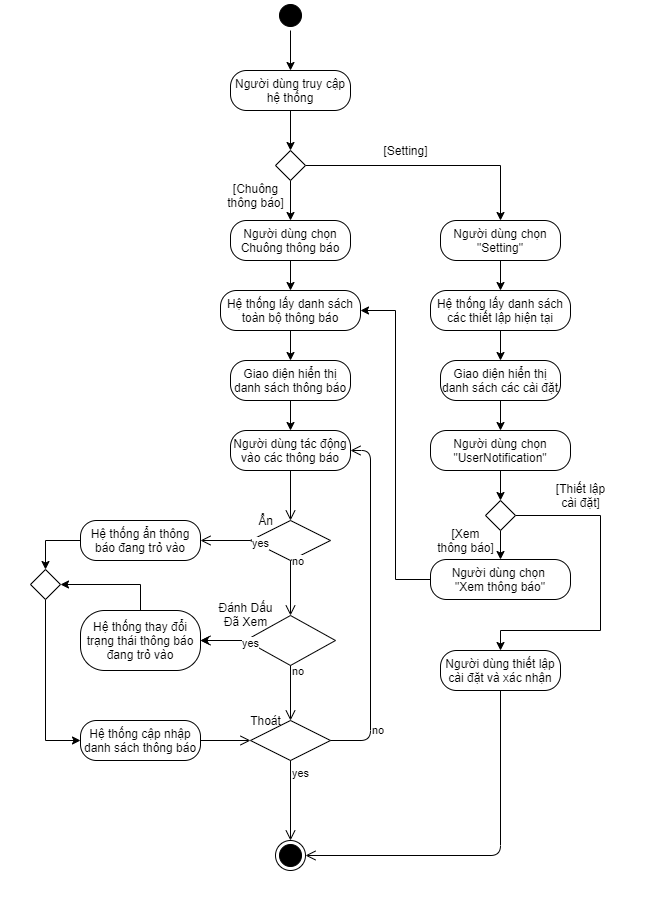 Người dùng truy cập
hệ thống
[Setting]
[Chuông
thông báo]
Người dùng chọn
Chuông thông báo
Người dùng chọn
"Setting"
Hệ thống lấy danh sách
toàn bộ thông báo
Hệ thống lấy danh sách
các thiết lập hiện tại
Giao diện hiển thị
danh sách thông báo
Giao diện hiển thị
danh sách các cài đặt
Người dùng tác động
vào các thông báo
Người dùng chọn
"UserNotification"
[Thiết lập
cài đặt]
Ẩn
yes
no
Hệ thống ẩn thông
báo đang trỏ vào
[Xem
thông báo]
Người dùng chọn
"Xem thông báo"
Đánh Dấu
Đã Xem
yes
no
Hệ thống thay đổi
trạng thái thông báo
đang trỏ vào
Người dùng thiết lập
cài đặt và xác nhận
Thoát
no
yes
Hệ thống cập nhập
danh sách thông báo